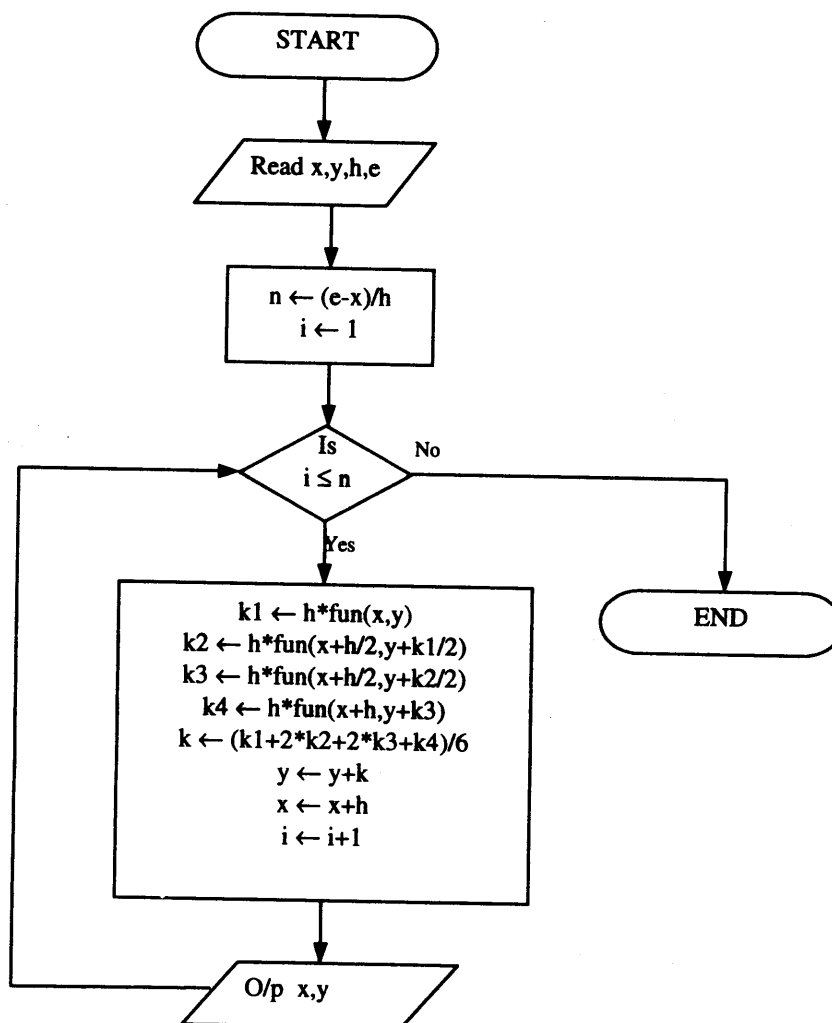 START
Read x,y,h,e
n ← (e-x)/h
i ← 1
Is
i ≤ n
No
Yes
k1 ← h*fun(x,y)
k2 ← h*fun(x+h/2,y+k1/2)
k3 ← h*fun(x+h/2,y+k2/2)
k4 ← h*fun(x+h,y+k3)
k ← (k1+2*k2+2*k3+k4)/6
y ← y+k
x ← x+h
i ← i+1
END
O/p x,y